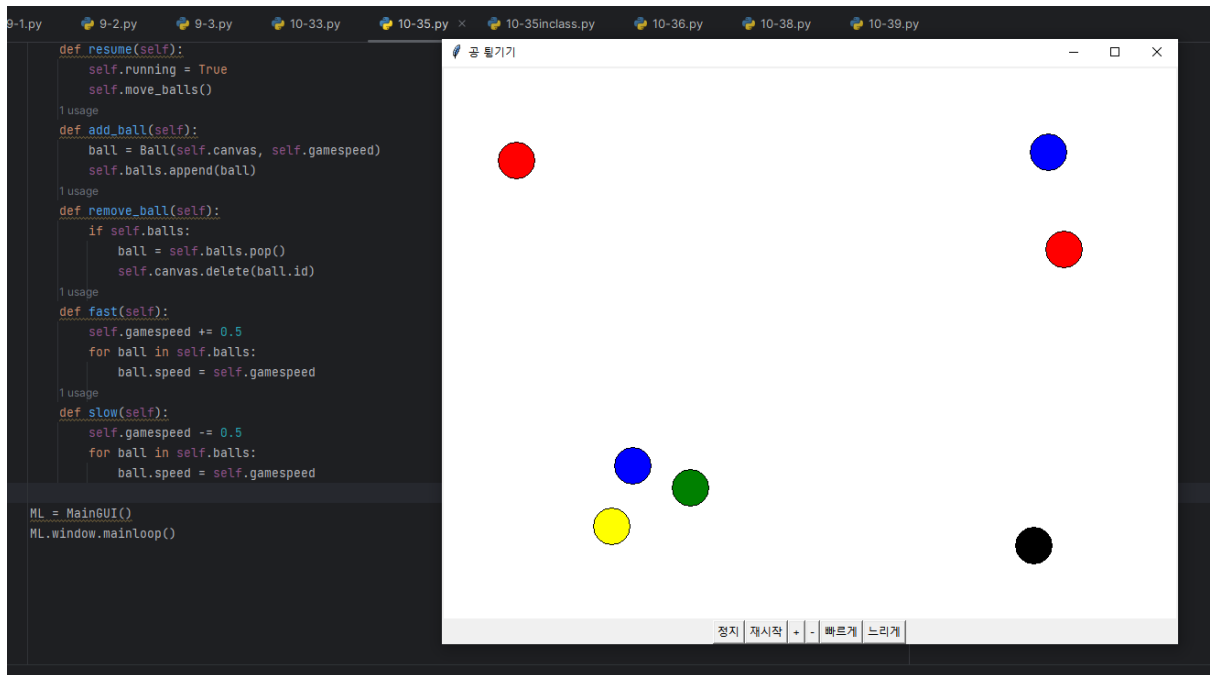 9-1.py 9-2.py 9-3.py 10-33.py 10-35.py × 10-35inclass.py 10-36.py 10-38.py 10-39.py
def resume(self):
self.running = True
self.move_balls()
1 usage
def add_ball(self):
ball = Ball(self.canvas, self.gamespeed)
self.balls.append(ball)
1 usage
def remove_ball(self):
if self.balls:
ball = self.balls.pop()
self.canvas.delete(ball.id)
1 usage
def fast(self):
self.gamespeed += 0.5
for ball in self.balls:
ball.speed = self.gamespeed
1 usage
def slow(self):
self.gamespeed -= 0.5
for ball in self.balls:
ball.speed = self.gamespeed
ML = MainGUI()
ML.window.mainloop()
공 튈기기
정지 재시작 + - 빠르게 느리게